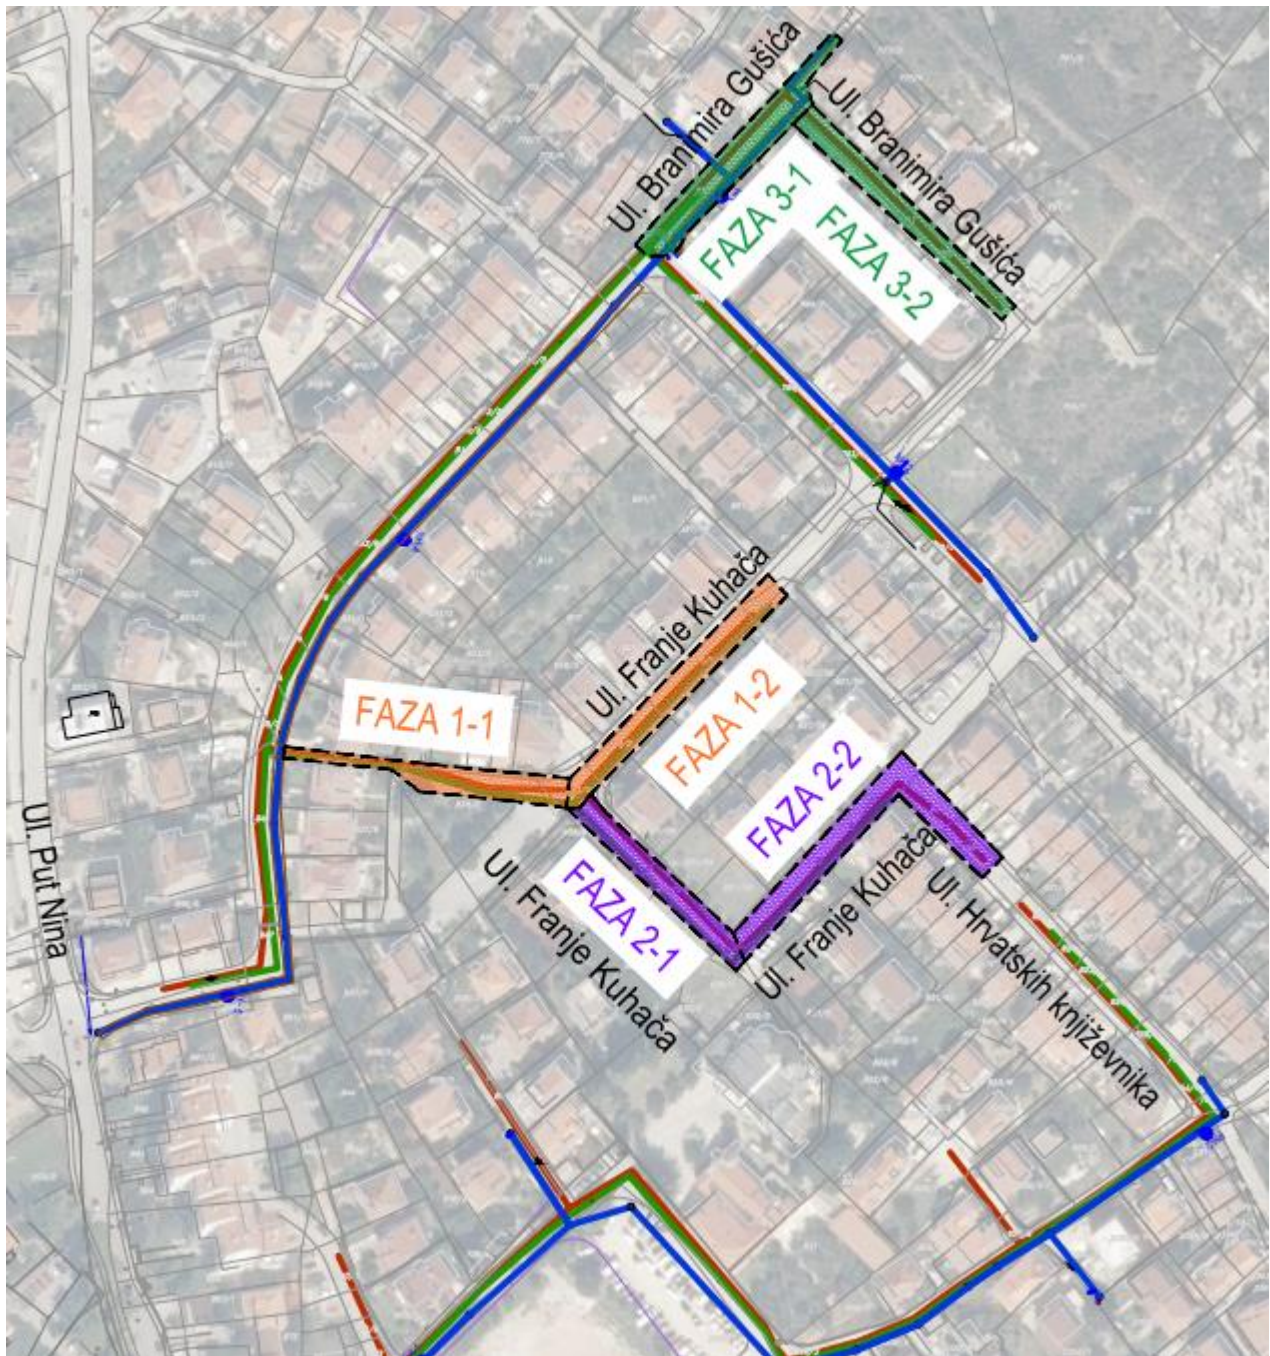 Ul. Branimira Gušića
Ul. Branimira Gušića
FAZA 3-1
FAZA 3-2
Ul. Franje Kuhača
FAZA 1-1
FAZA 1-2
FAZA 2-2
Ul. Put Nina
Ul. Franje Kuhača
FAZA 2-1
Ul. Franje Kuhača
Ul. Hrvatskih književnika